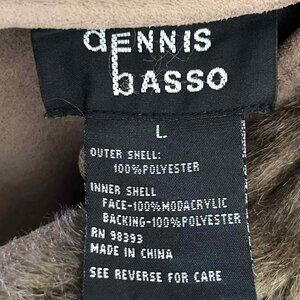 dENNIS
bASSO
L
OUTER SHELL:
100%POLYESTER
INNER SHELL
FACE-100%MODACRYLIC
BACKING-100%POLYESTER
RN 98393
MADE IN CHINA
SEE REVERSE FOR CARE